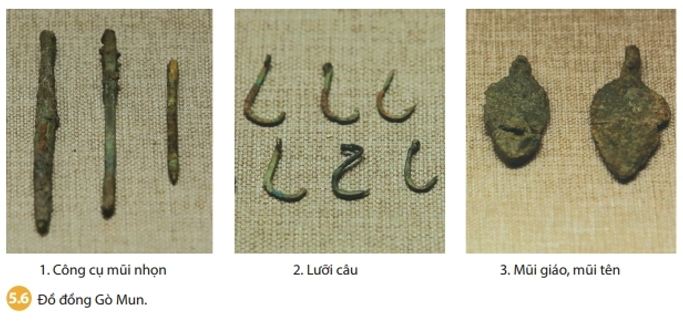 1. Công cụ mũi nhọn
2. Lưỡi câu
3. Mũi giáo, mũi tên
5.6 Đồ đồng Gò Mun.